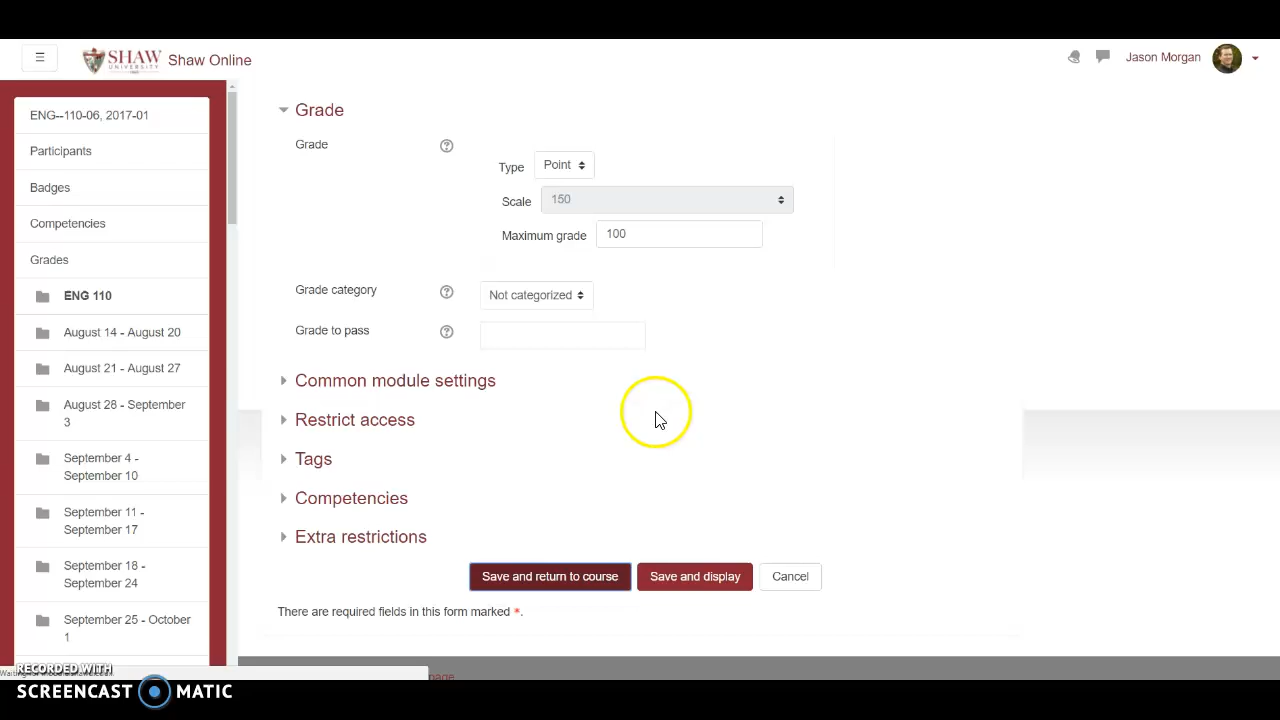 ☰ SHAW UNIVERSITY Shaw Online Jason Morgan
ENG--110-06, 2017-01
Participants
Badges
Competencies
Grades
ENG 110
August 14 - August 20
August 21 - August 27
August 28 - September
3
September 4 -
September 10
September 11 -
September 17
September 18 -
September 24
September 25 - October
1
Grade
Grade
Type Point
Scale 150
Maximum grade 100
Grade category Not categorized
Grade to pass
Common module settings
Restrict access
Tags
Competencies
Extra restrictions
Save and return to course Save and display Cancel
There are required fields in this form marked *.
page
RECORDED WITH
SCREENCAST MATIC